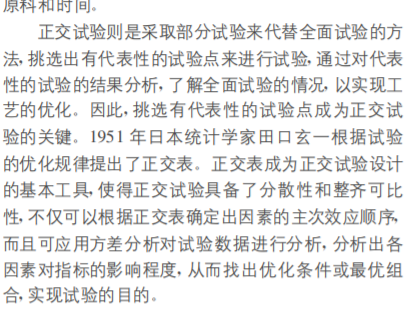 原料和时间。
正交试验则是采取部分试验来代替全面试验的方
法,挑选出有代表性的试验点来进行试验,通过对代表
性的试验的结果分析,了解全面试验的情况,以实现工
艺的优化。因此,挑选有代表性的试验点成为正交试
验的关键。1951 年日本统计学家田口玄一根据试验
的优化规律提出了正交表。正交表成为正交试验设计
的基本工具,使得正交试验具备了分散性和整齐可比
性,不仅可以根据正交表确定出因素的主次效应顺序,
而且可应用方差分析对试验数据进行分析,分析出各
因素对指标的影响程度,从而找出优化条件或最优组
合,实现试验的目的。